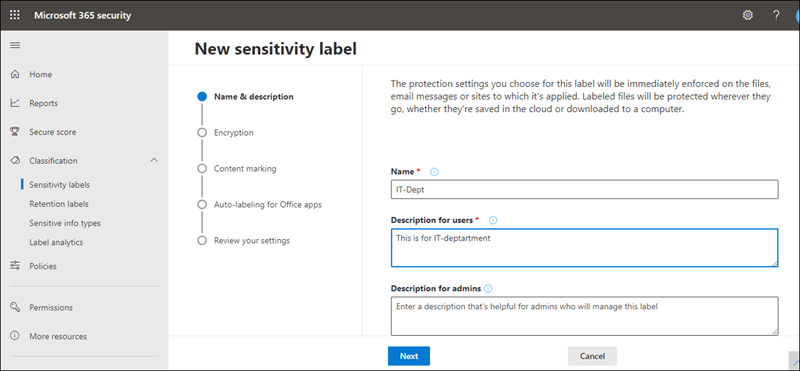 Microsoft 365 security
?
New sensitivity label
Home
Reports
Secure score
Classification
Sensitivity labels
Retention labels
Sensitive info types
Label analytics
Policies
Permissions
More resources
Name & description
Encryption
Content marking
Auto-labeling for Office apps
Review your settings
The protection settings you choose for this label will be immediately enforced on the files,
email messages or sites to which it's applied. Labeled files will be protected wherever they
go, whether they're saved in the cloud or downloaded to a computer.
Name *
IT-Dept
Description for users *
This is for IT-deptartment
Description for admins
Enter a description that's helpful for admins who will manage this label
Next
Cancel